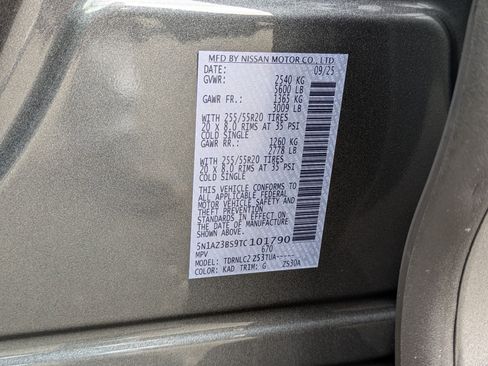 MFD BY NISSAN MOTOR CO., LTD.
DATE: 09/25
GVWR: 2540 KG
5600 LB
GAWR FR.: 1365 KG
3009 LB
WITH 255/55R20 TIRES
20 x 8.0 RIMS AT 35 PSI
COLD SINGLE
GAWR RR.: 1260 KG
2778 LB
WITH 255/55R20 TIRES
20 x 8.0 RIMS AT 35 PSI
COLD SINGLE
THIS VEHICLE CONFORMS TO
ALL APPLICABLE FEDERAL
MOTOR VEHICLE SAFETY AND
THEFT PREVENTION
STANDARDS IN EFFECT ON
THE DATE OF MANUFACTURE
SHOWN ABOVE.
5N1AZ3BS9TC101790
MPV 670
MODEL: TDRNLC2 253TUA-----
COLOR: KAD TRIM: G 2530A